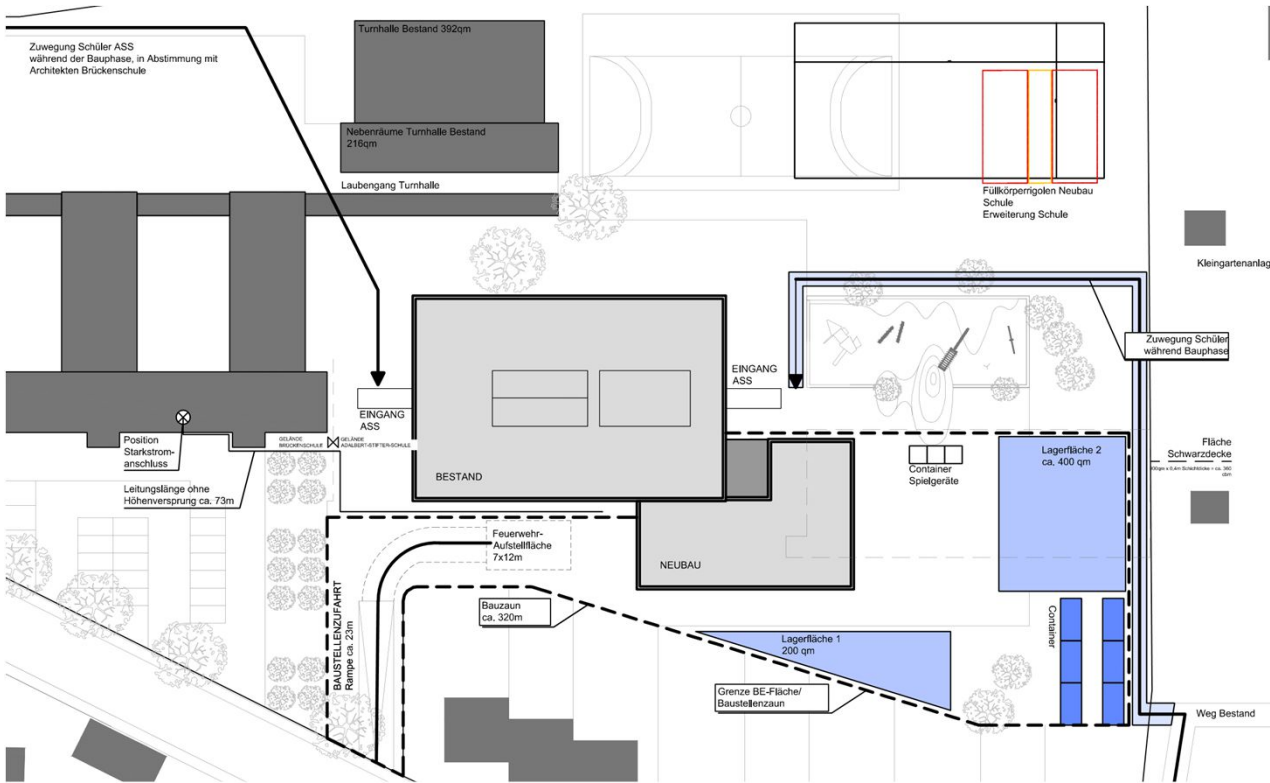 Zuwegung Schüler ASS
während der Bauphase, in Abstimmung mit
Architekten Brückenschule
Turnhalle Bestand 392qm
Nebenräume Turnhalle Bestand
216qm
Laubengang Turnhalle
Füllkörperrigolen Neubau
Schule
Erweiterung Schule
Kleingartenanlag
Zuwegung Schüler
während Bauphase
EINGANG
ASS
EINGANG
ASS
GELÄNDE
BRÜCKENSCHULE
GELÄNDE
ADALBERT-STIFTER-SCHULE
Position
Starkstrom-
anschluss
Leitungslänge ohne
Höhenversprung ca. 73m
BESTAND
Container
Spielgeräte
Lagerfläche 2
ca. 400 qm
Fläche
Schwarzdecke
Feuerwehr-
Aufstellfläche
7x12m
NEUBAU
BAUSTELLENZUFAHRT
Rampe ca. 23m
Bauzaun
ca. 320m
Lagerfläche 1
200 qm
Container
Grenze BE-Fläche/
Baustellenzaun
Weg Bestand